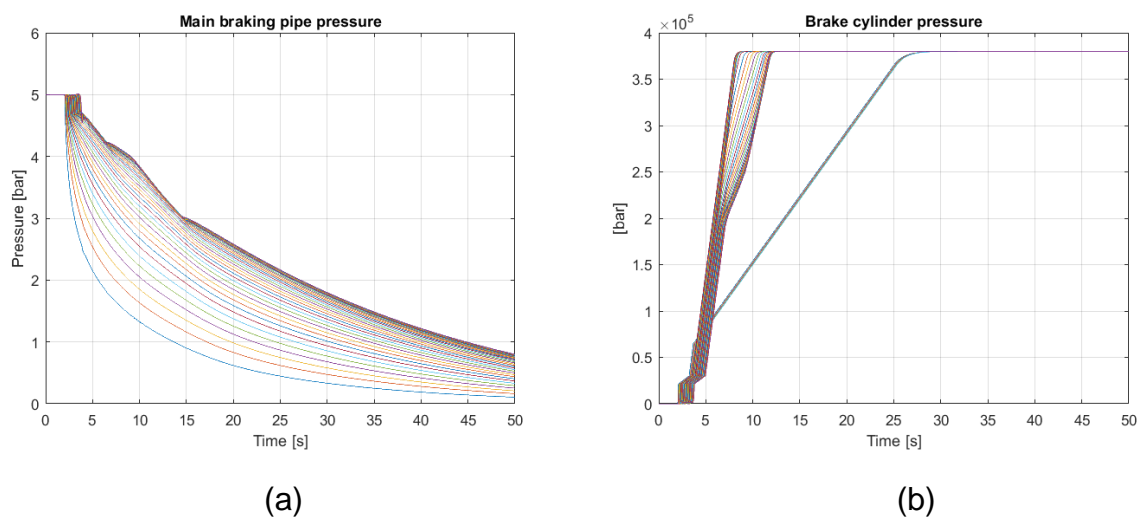 Main braking pipe pressure
6
5
4
3
2
1
0
Pressure [bar]
0 5 10 15 20 25 30 35 40 45 50
Time [s]
(a)
Brake cylinder pressure
×10⁵
4
3.5
3
2.5
2
1.5
1
0.5
0
[bar]
0 5 10 15 20 25 30 35 40 45 50
Time [s]
(b)